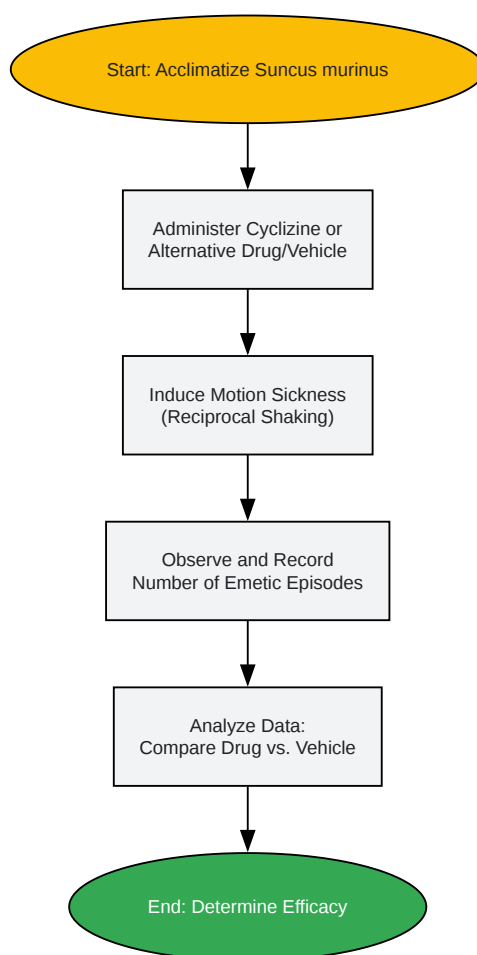 Start: Acclimatize Suncus murinus
Administer Cyclizine or
Alternative Drug/Vehicle
Induce Motion Sickness
(Reciprocal Shaking)
Observe and Record
Number of Emetic Episodes
Analyze Data:
Compare Drug vs. Vehicle
End: Determine Efficacy